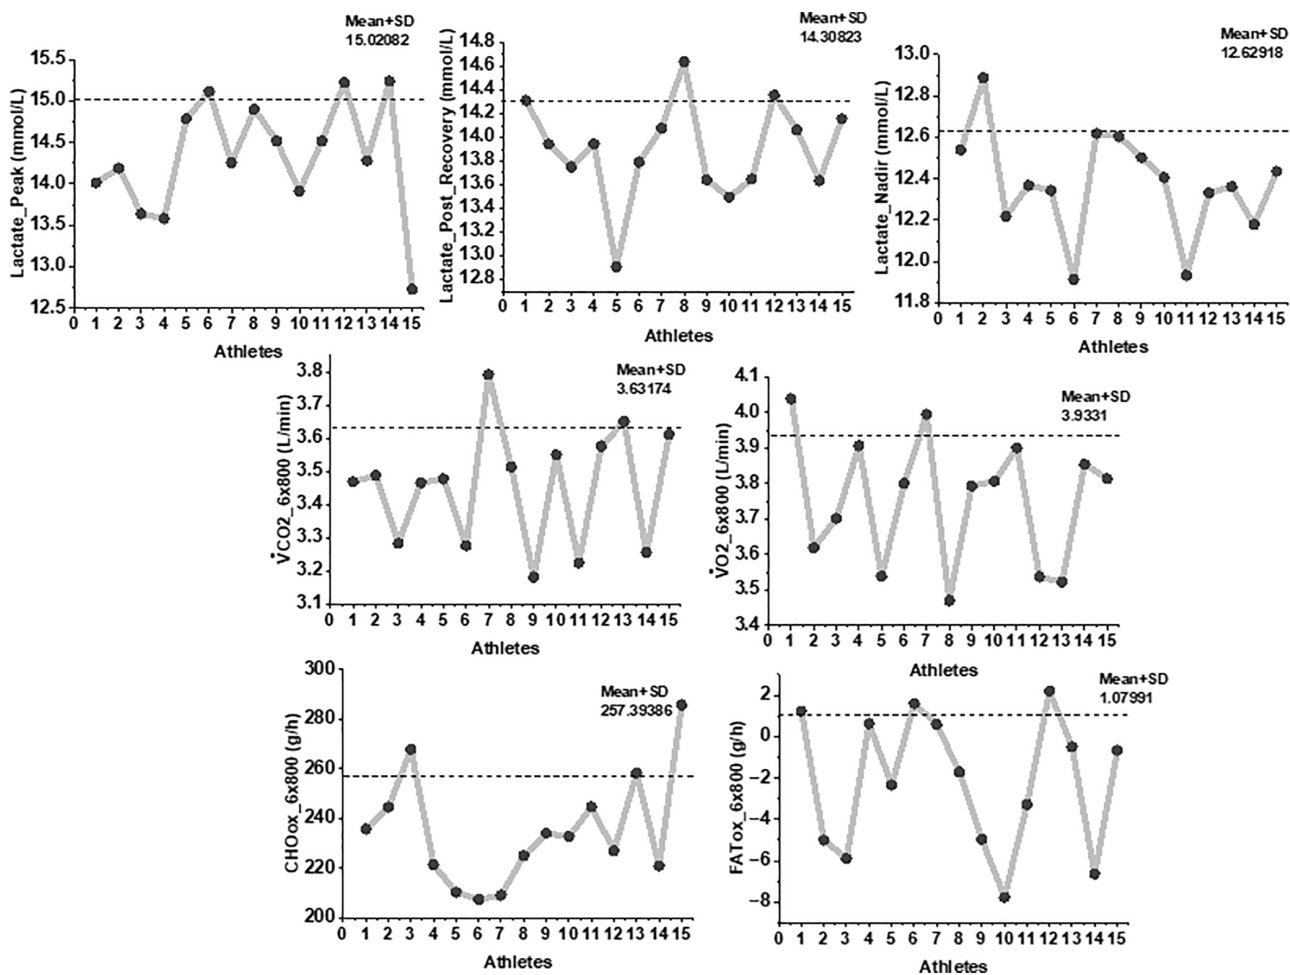 Mean+SD
15.02082
Lactate_Peak (mmol/L)
15.5
15.0
14.5
14.0
13.5
13.0
12.5
0 1 2 3 4 5 6 7 8 9 10 11 12 13 14 15
Athletes
Mean+SD
14.30823
Lactate_Post_Recovery (mmol/L)
14.8
14.6
14.4
14.2
14.0
13.8
13.6
13.4
13.2
13.0
12.8
0 1 2 3 4 5 6 7 8 9 10 11 12 13 14 15
Athletes
Mean+SD
12.62918
Lactate_Nadir (mmol/L)
13.0
12.8
12.6
12.4
12.2
12.0
11.8
0 1 2 3 4 5 6 7 8 9 10 11 12 13 14 15
Athletes
Mean+SD
3.63174
V̇CO2_6x800 (L/min)
3.8
3.7
3.6
3.5
3.4
3.3
3.2
3.1
0 1 2 3 4 5 6 7 8 9 10 11 12 13 14 15
Athletes
Mean+SD
3.9331
V̇O2_6x800 (L/min)
4.1
4.0
3.9
3.8
3.7
3.6
3.5
3.4
0 1 2 3 4 5 6 7 8 9 10 11 12 13 14 15
Athletes
Mean+SD
257.39386
CHOox_6x800 (g/h)
300
280
260
240
220
200
0 1 2 3 4 5 6 7 8 9 10 11 12 13 14 15
Athletes
Mean+SD
1.07991
FATox_6x800 (g/h)
2
0
−2
−4
−6
−8
0 1 2 3 4 5 6 7 8 9 10 11 12 13 14 15
Athletes